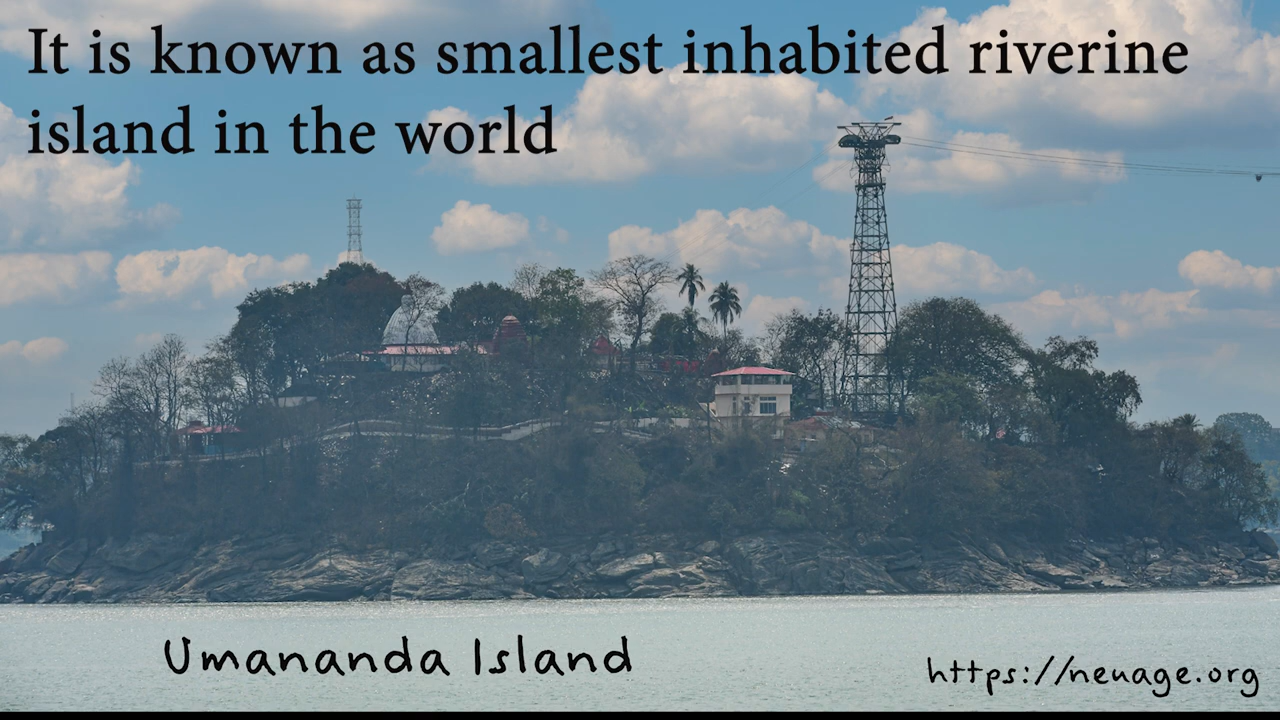 It is known as smallest inhabited riverine
island in the world
Umananda Island
https://neuage.org